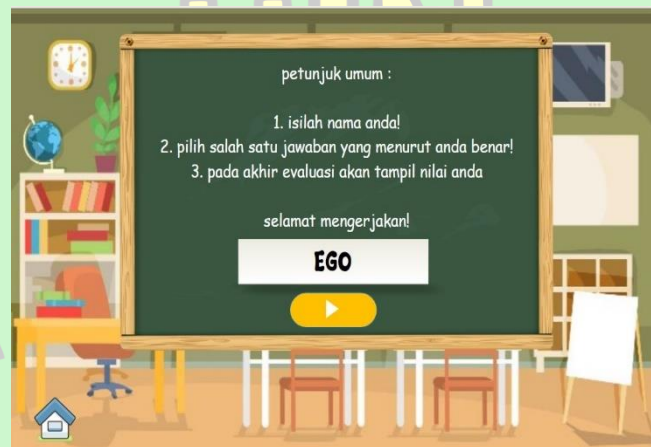 petunjuk umum :
1. isilah nama anda!
2. pilih salah satu jawaban yang menurut anda benar!
3. pada akhir evaluasi akan tampil nilai anda
selamat mengerjakan!
EGO